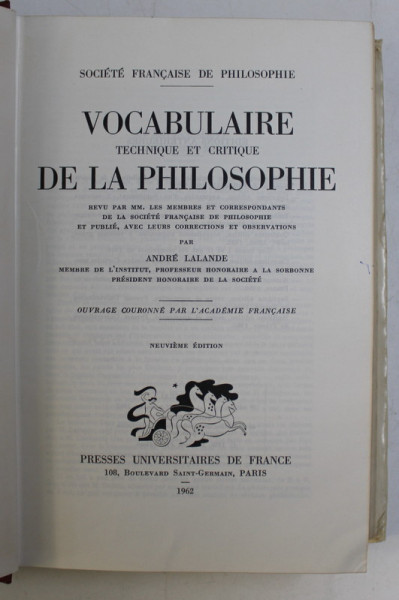 SOCIÉTÉ FRANÇAISE DE PHILOSOPHIE
VOCABULAIRE
TECHNIQUE ET CRITIQUE
DE LA PHILOSOPHIE
REVU PAR MM. LES MEMBRES ET CORRESPONDANTS
DE LA SOCIÉTÉ FRANÇAISE DE PHILOSOPHIE
ET PUBLIÉ, AVEC LEURS CORRECTIONS ET OBSERVATIONS
PAR
ANDRÉ LALANDE
MEMBRE DE L'INSTITUT, PROFESSEUR HONORAIRE A LA SORBONNE
PRÉSIDENT HONORAIRE DE LA SOCIÉTÉ
OUVRAGE COURONNÉ PAR L'ACADÉMIE FRANÇAISE
NEUVIÈME ÉDITION
PRESSES UNIVERSITAIRES DE FRANCE
108, BOULEVARD SAINT-GERMAIN, PARIS
1962